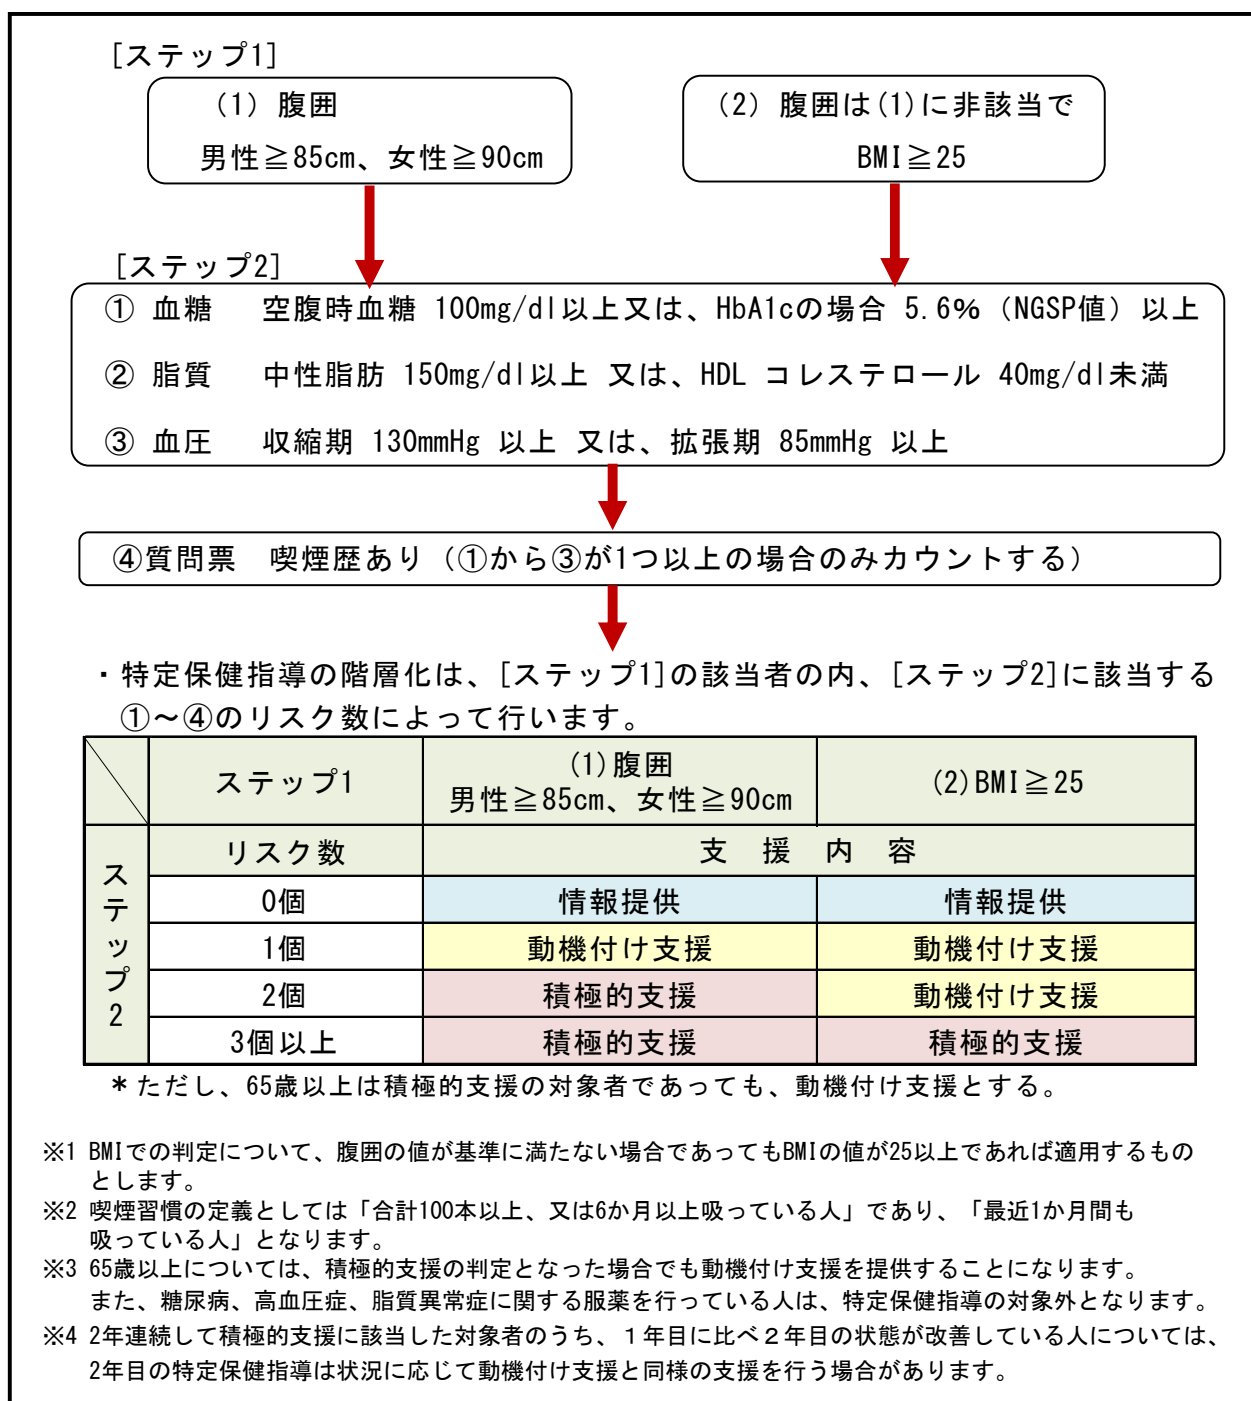 [ステップ1]
(1) 腹囲
男性≧85cm、女性≧90cm
(2) 腹囲は(1)に非該当で
BMI≧25
[ステップ2]
① 血糖 空腹時血糖 100mg/dl以上又は、HbA1cの場合 5.6%（NGSP値）以上
② 脂質 中性脂肪 150mg/dl以上 又は、HDL コレステロール 40mg/dl未満
③ 血圧 収縮期 130mmHg 以上 又は、拡張期 85mmHg 以上
④質問票 喫煙歴あり（①から③が1つ以上の場合のみカウントする）
・特定保健指導の階層化は、[ステップ1]の該当者の内、[ステップ2]に該当する
①～④のリスク数によって行います。
ステップ1
(1)腹囲
男性≧85cm、女性≧90cm
(2)BMI≧25
ステップ2
リスク数 支 援 内 容
0個 情報提供 情報提供
1個 動機付け支援 動機付け支援
2個 積極的支援 動機付け支援
3個以上 積極的支援 積極的支援
＊ただし、65歳以上は積極的支援の対象者であっても、動機付け支援とする。
※1 BMIでの判定について、腹囲の値が基準に満たない場合であってもBMIの値が25以上であれば適用するもの
とします。
※2 喫煙習慣の定義としては「合計100本以上、又は6か月以上吸っている人」であり、「最近1か月間も
吸っている人」となります。
※3 65歳以上については、積極的支援の判定となった場合でも動機付け支援を提供することになります。
また、糖尿病、高血圧症、脂質異常症に関する服薬を行っている人は、特定保健指導の対象外となります。
※4 2年連続して積極的支援に該当した対象者のうち、１年目に比べ２年目の状態が改善している人については、
2年目の特定保健指導は状況に応じて動機付け支援と同様の支援を行う場合があります。